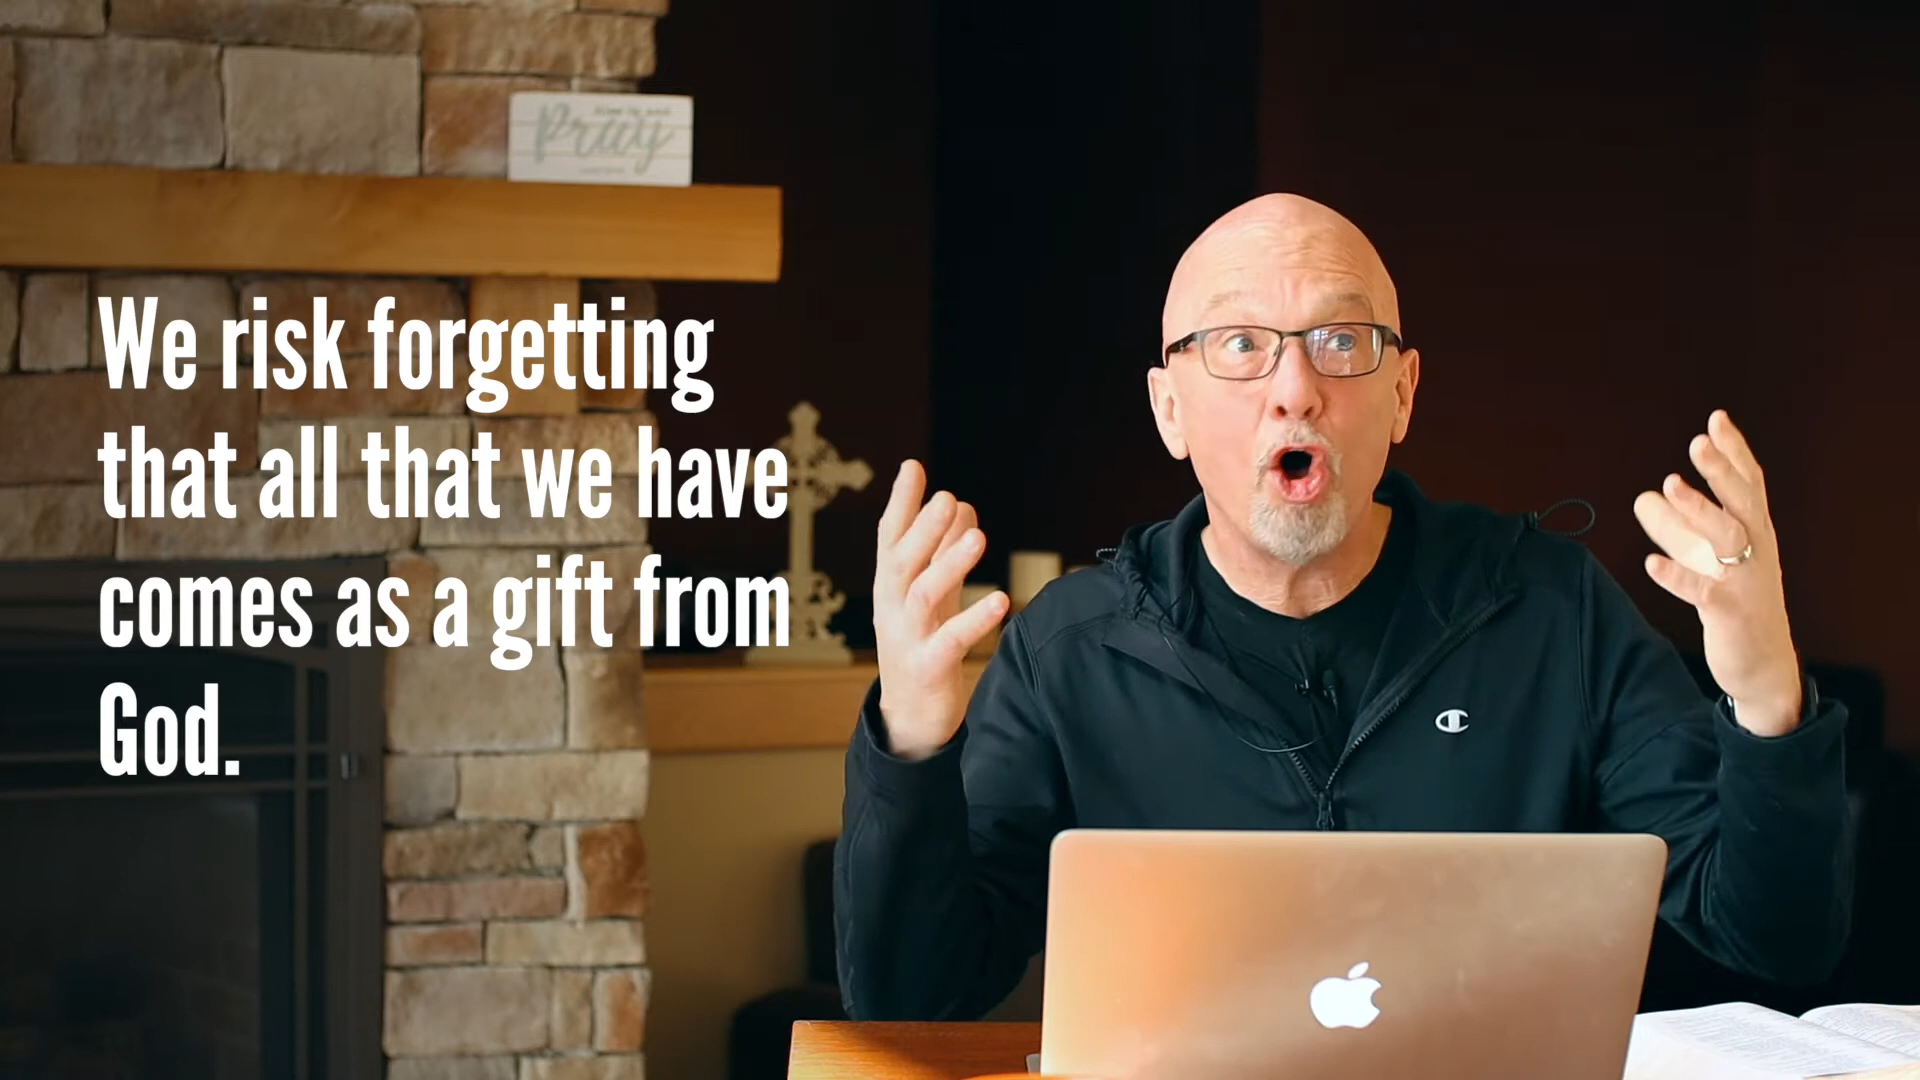 Pray
We risk forgetting
that all that we have
comes as a gift from
God.